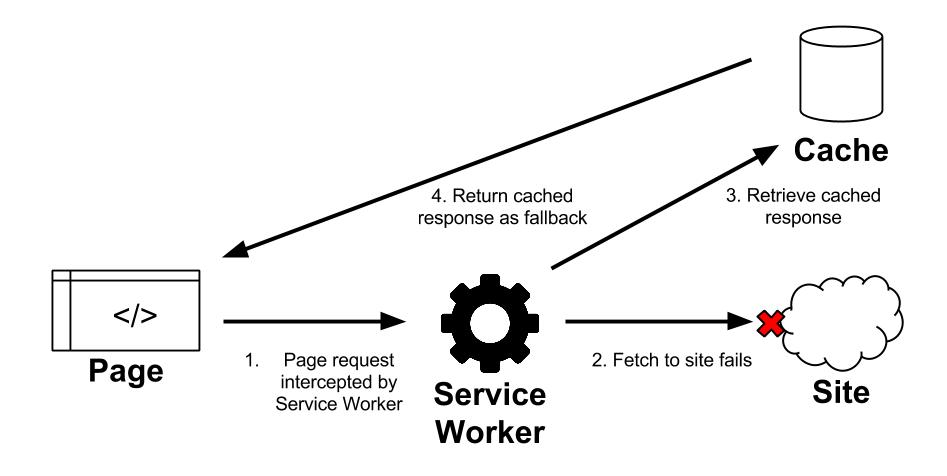 Cache
4. Return cached
response as fallback
3. Retrieve cached
response
</>
Page
1. Page request
intercepted by
Service Worker
Service
Worker
2. Fetch to site fails
Site